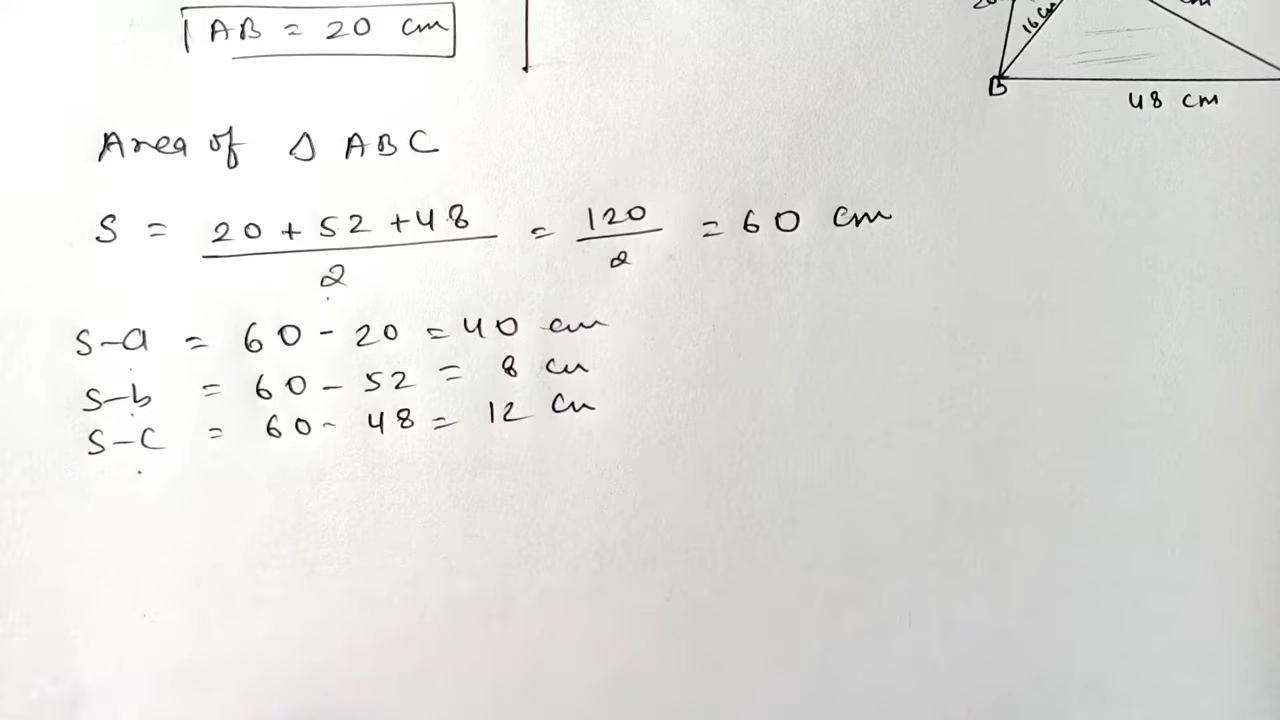 AB = 20 cm
16 cm
B
48 cm
Area of Δ ABC
S = 20 + 52 + 48 / 2 = 120 / 2 = 60 cm
S-a = 60 - 20 = 40 cm
S-b = 60 - 52 = 8 cm
S-c = 60 - 48 = 12 cm